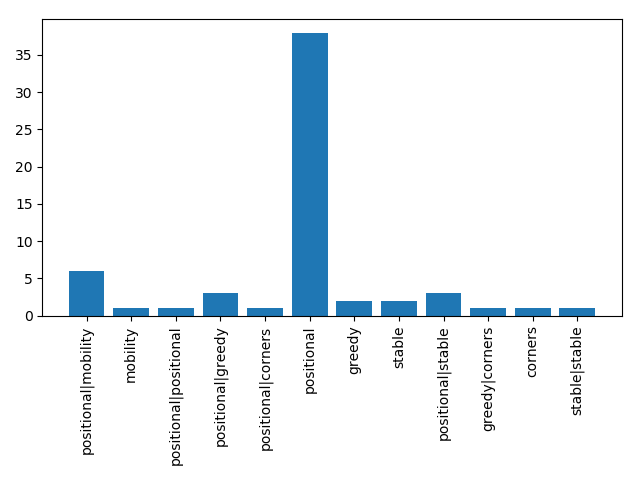 35
30
25
20
15
10
5
0
positional|mobility
mobility
positional|positional
positional|greedy
positional|corners
positional
greedy
stable
positional|stable
greedy|corners
corners
stable|stable